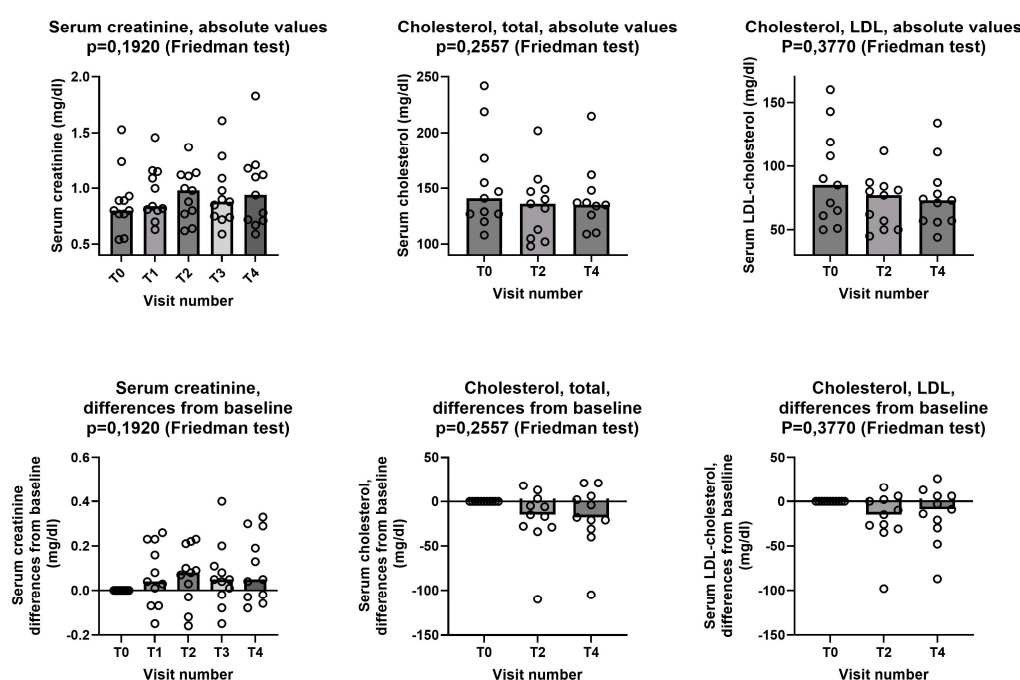 Serum creatinine, absolute values
p=0,1920 (Friedman test)
Serum creatinine (mg/dl)
2.0
1.5
1.0
0.5
T0 T1 T2 T3 T4
Visit number
Cholesterol, total, absolute values
p=0,2557 (Friedman test)
Serum cholesterol (mg/dl)
250
200
150
100
T0 T2 T4
Visit number
Cholesterol, LDL, absolute values
P=0,3770 (Friedman test)
Serum LDL-cholesterol (mg/dl)
150
100
50
T0 T2 T4
Visit number
Serum creatinine,
differences from baseline
p=0,1920 (Friedman test)
Serum creatinine
differences from baseline
(mg/dl)
0.6
0.4
0.2
0.0
-0.2
T0 T1 T2 T3 T4
Visit number
Cholesterol, total,
differences from baseline
p=0,2557 (Friedman test)
Serum cholesterol,
differences from baseline
(mg/dl)
50
0
-50
-100
-150
T0 T2 T4
Visit number
Cholesterol, LDL,
differences from baseline
P=0,3770 (Friedman test)
Serum LDL-cholesterol,
differences from baselline
(mg/dl)
50
0
-50
-100
-150
T0 T2 T4
Visit number